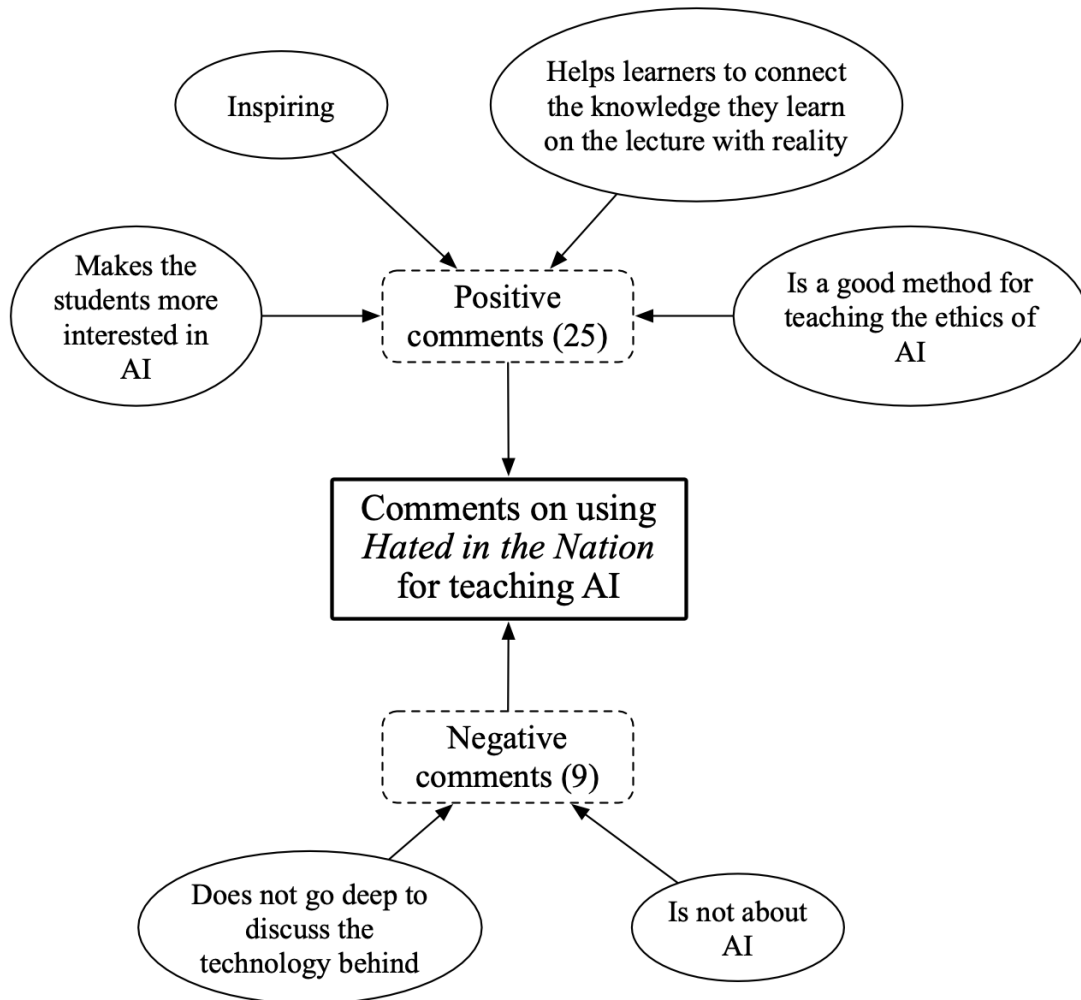 Inspiring
Helps learners to connect
the knowledge they learn
on the lecture with reality
Makes the
students more
interested in
AI
Positive
comments (25)
Is a good method for
teaching the ethics of
AI
Comments on using
Hated in the Nation
for teaching AI
Negative
comments (9)
Does not go deep to
discuss the
technology behind
Is not about
AI